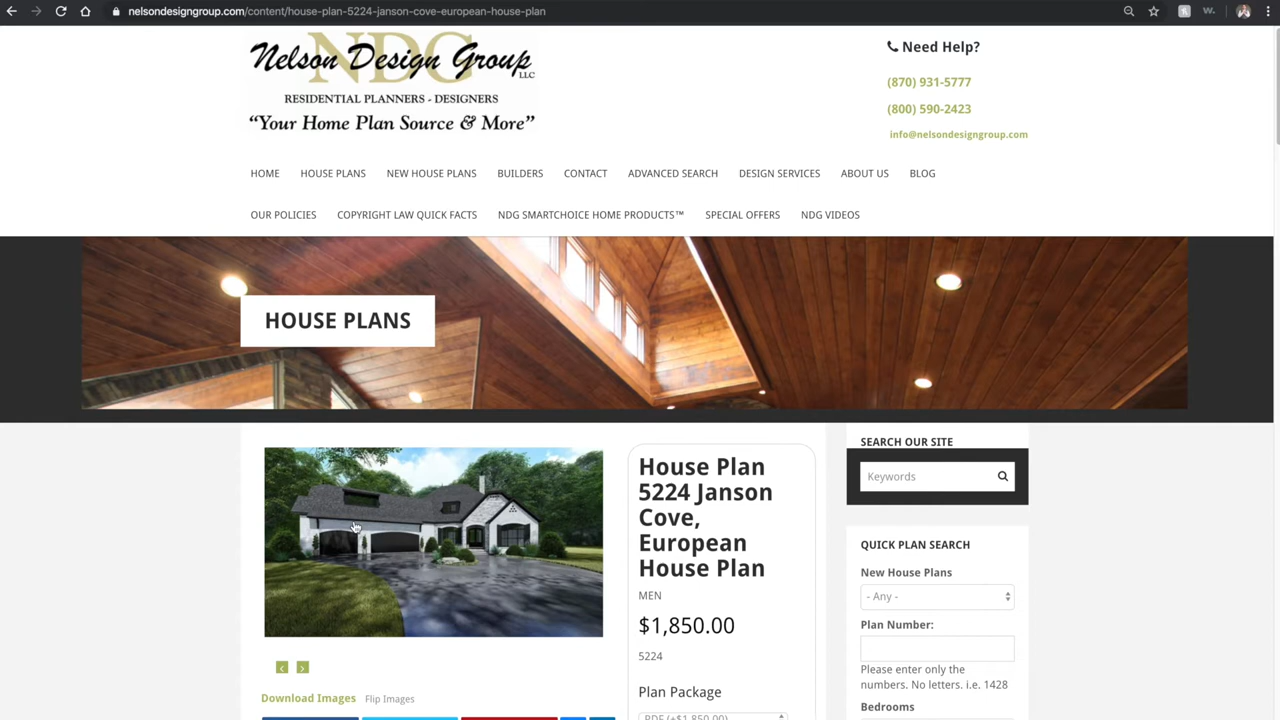 nelsondesigngroup.com/content/house-plan-5224-janson-cove-european-house-plan
NDG
Nelson Design Group
LLC
RESIDENTIAL PLANNERS - DESIGNERS
"Your Home Plan Source & More"
Need Help?
(870) 931-5777
(800) 590-2423
info@nelsondesigngroup.com
HOME HOUSE PLANS NEW HOUSE PLANS BUILDERS CONTACT ADVANCED SEARCH DESIGN SERVICES ABOUT US BLOG
OUR POLICIES COPYRIGHT LAW QUICK FACTS NDG SMARTCHOICE HOME PRODUCTS™ SPECIAL OFFERS NDG VIDEOS
HOUSE PLANS
House Plan
5224 Janson
Cove,
European
House Plan
MEN
$1,850.00
5224
Plan Package
PDF (+$1,850.00)
‹ ›
Download Images Flip Images
SEARCH OUR SITE
Keywords
QUICK PLAN SEARCH
New House Plans
- Any -
Plan Number:
Please enter only the
numbers. No letters. i.e. 1428
Bedrooms